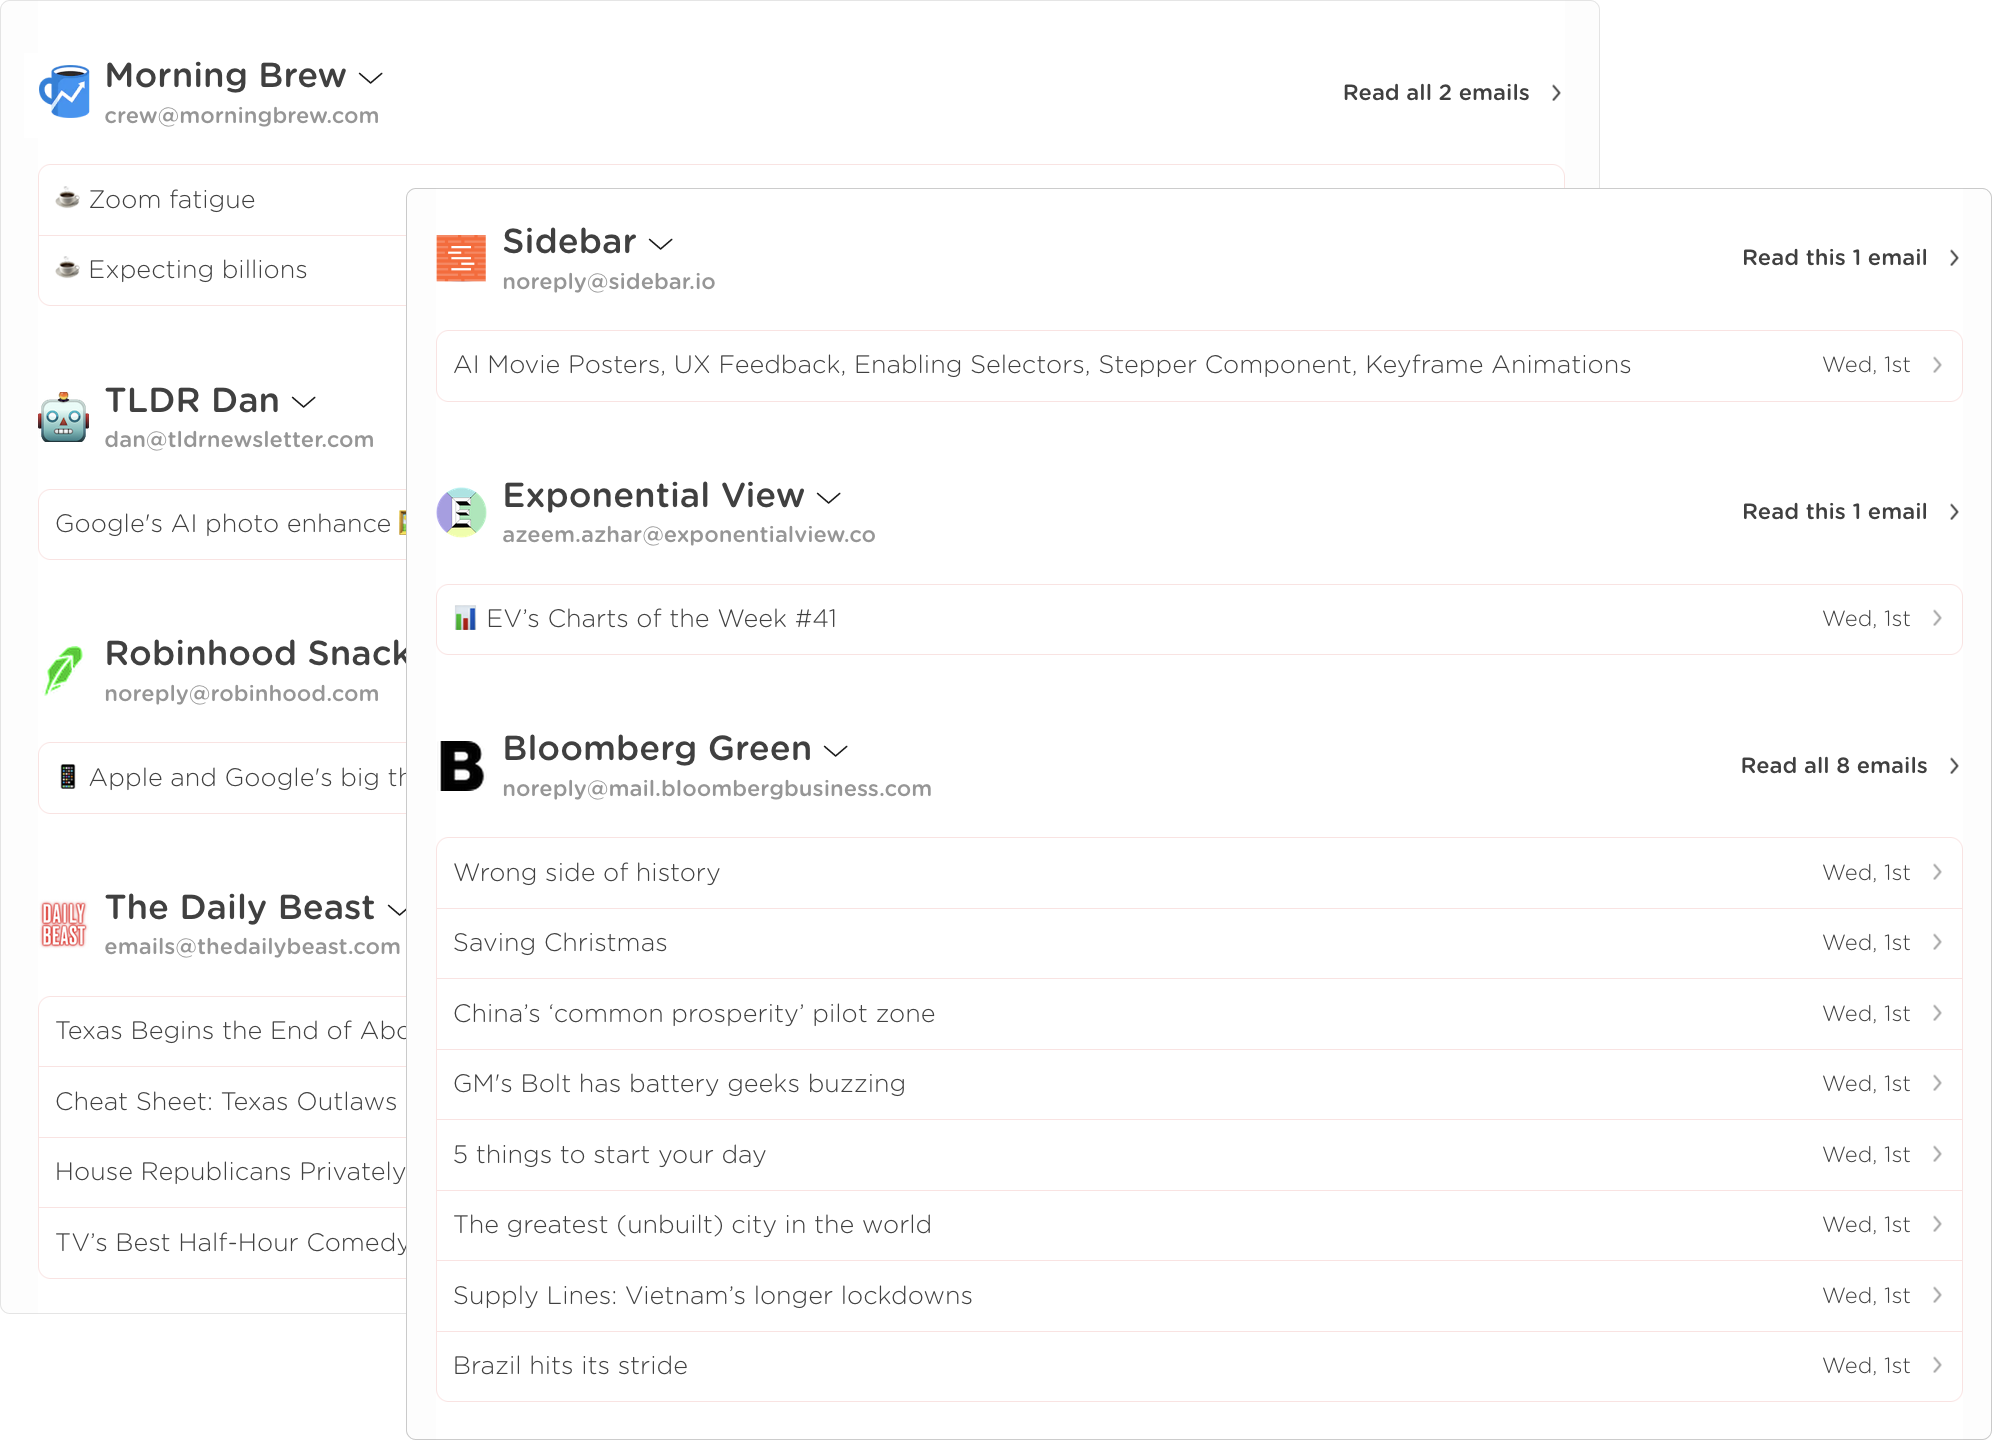 Morning Brew
crew@morningbrew.com
Read all 2 emails
Zoom fatigue
Expecting billions
TLDR Dan
dan@tldrnewsletter.com
Google's AI photo enhance
Robinhood Snack
noreply@robinhood.com
Apple and Google's big th
DAILY
BEAST
The Daily Beast
emails@thedailybeast.com
Texas Begins the End of Abo
Cheat Sheet: Texas Outlaws
House Republicans Privately
TV’s Best Half-Hour Comedy
Sidebar
noreply@sidebar.io
Read this 1 email
AI Movie Posters, UX Feedback, Enabling Selectors, Stepper Component, Keyframe Animations Wed, 1st
E
Exponential View
azeem.azhar@exponentialview.co
Read this 1 email
EV’s Charts of the Week #41 Wed, 1st
B
Bloomberg Green
noreply@mail.bloombergbusiness.com
Read all 8 emails
Wrong side of history Wed, 1st
Saving Christmas Wed, 1st
China’s ‘common prosperity’ pilot zone Wed, 1st
GM's Bolt has battery geeks buzzing Wed, 1st
5 things to start your day Wed, 1st
The greatest (unbuilt) city in the world Wed, 1st
Supply Lines: Vietnam’s longer lockdowns Wed, 1st
Brazil hits its stride Wed, 1st